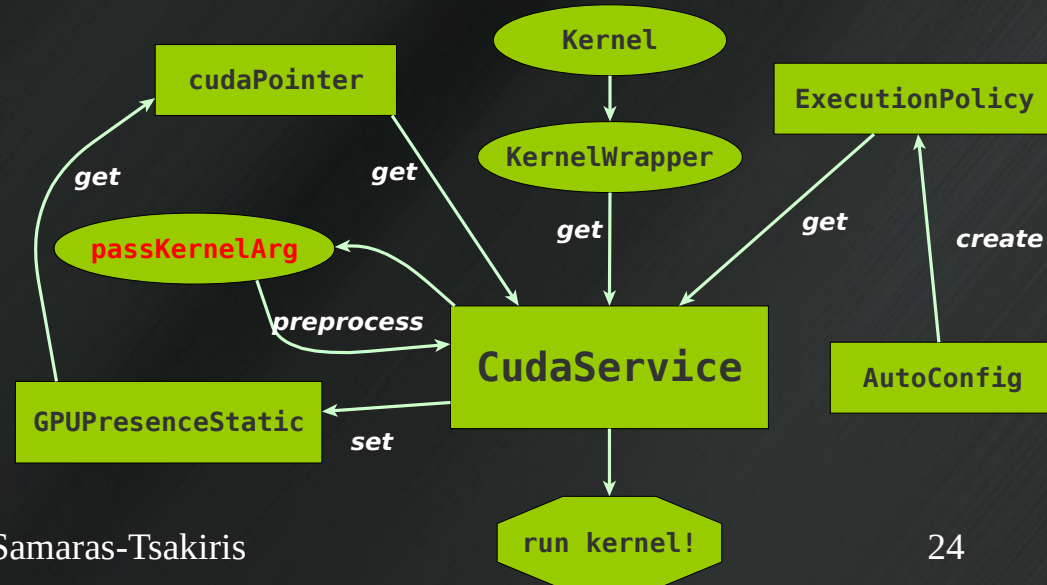 Kernel
cudaPointer
ExecutionPolicy
KernelWrapper
get
get
get
get
create
passKernelArg
preprocess
CudaService
AutoConfig
GPUPresenceStatic
set
run kernel!
Samaras-Tsakiris
24